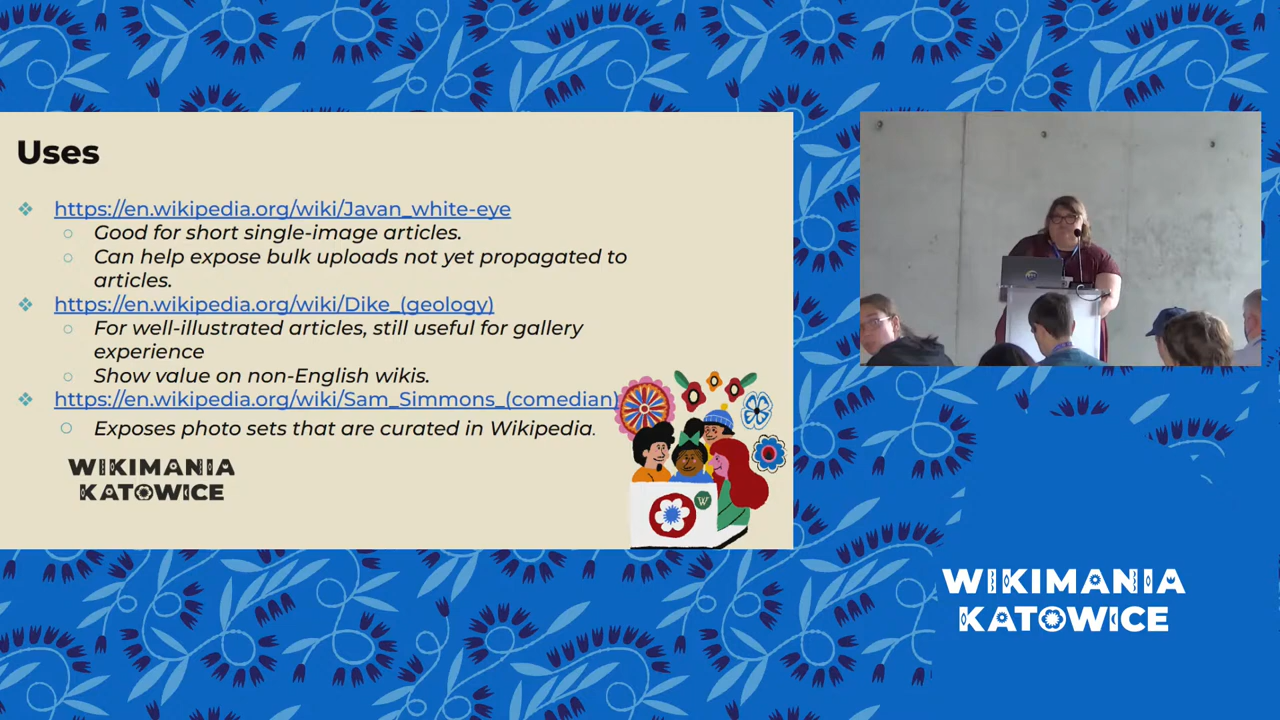 Uses
❖ https://en.wikipedia.org/wiki/Javan_white-eye
○ Good for short single-image articles.
○ Can help expose bulk uploads not yet propagated to
articles.
❖ https://en.wikipedia.org/wiki/Dike_(geology)
○ For well-illustrated articles, still useful for gallery
experience
○ Show value on non-English wikis.
❖ https://en.wikipedia.org/wiki/Sam_Simmons_(comedian)
○ Exposes photo sets that are curated in Wikipedia.
WIKIMANIA
KATOWICE
W
WIKIMANIA
KATOWICE